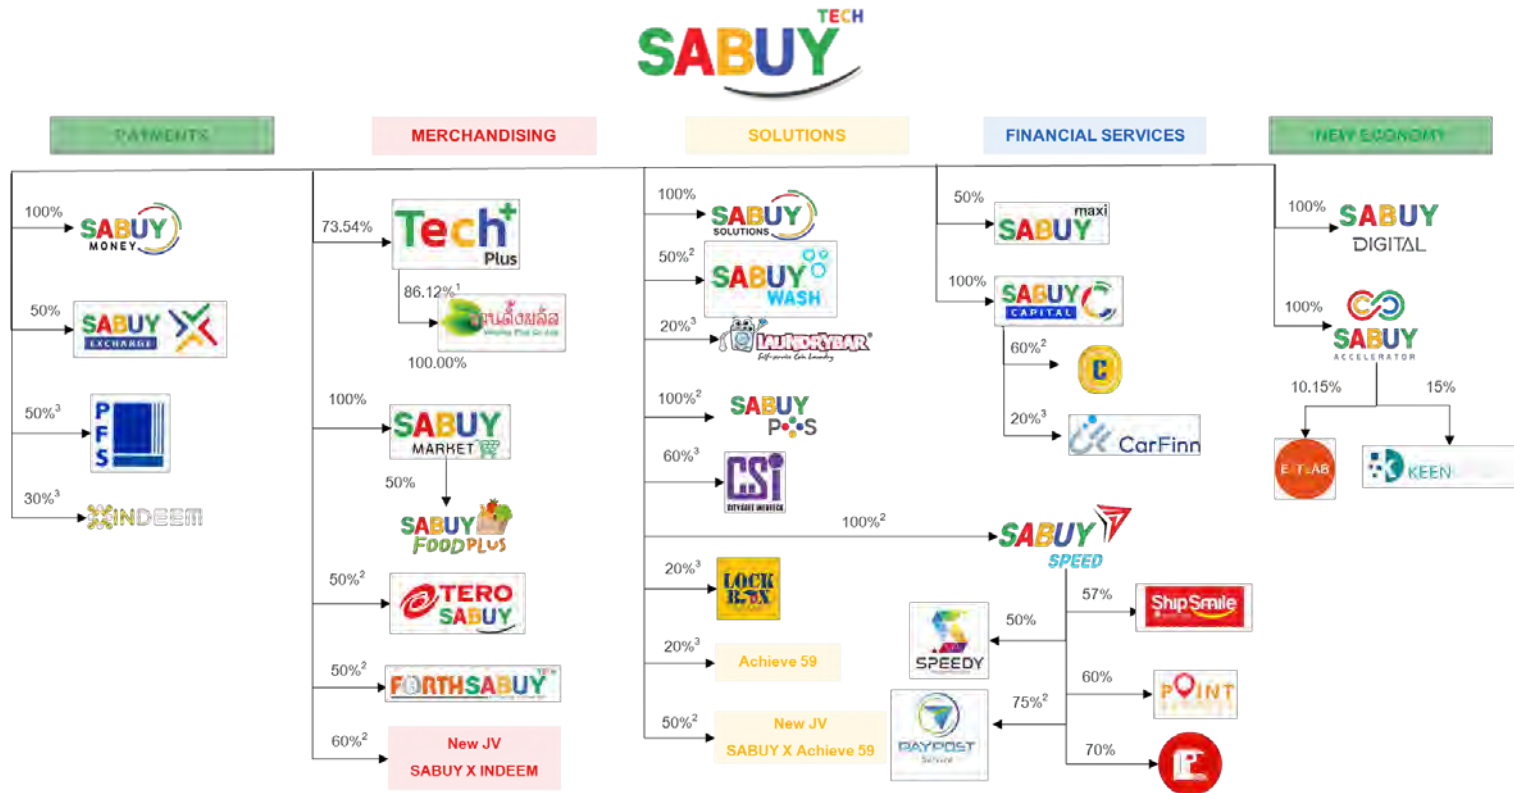 SABUY TECH
PAYMENTS
MERCHANDISING
SOLUTIONS
FINANCIAL SERVICES
NEW ECONOMY
100%
SABUY
MONEY
50%
SABUY
EXCHANGE
50%3
PFS
30%3
INDEEM
73.54%
Tech+
Plus
86.12%1
100.00%
100%
SABUY
MARKET
50%
SABUY
FOODPLUS
50%2
TERO
SABUY
50%2
FORTHSABUY TECH
60%2
New JV
SABUY X INDEEM
100%
SABUY
SOLUTIONS
50%2
SABUY
WASH
20%3
LAUNDRYBAR
Self-service Coin Laundry
100%2
SABUY
POS
60%3
CSi
20%3
LOCK
BOX
20%3
Achieve 59
50%2
New JV
SABUY X Achieve 59
50%
SABUY maxi
100%
SABUY
CAPITAL
60%2
C
20%3
CarFinn
100%2
SABUY
SPEED
57%
ShipSmile
50%
SPEEDY
60%
POINT
75%2
PAYPOST
Service
70%
100%
SABUY
DIGITAL
100%
SABUY
ACCELERATOR
10.15%
15%
KEEN